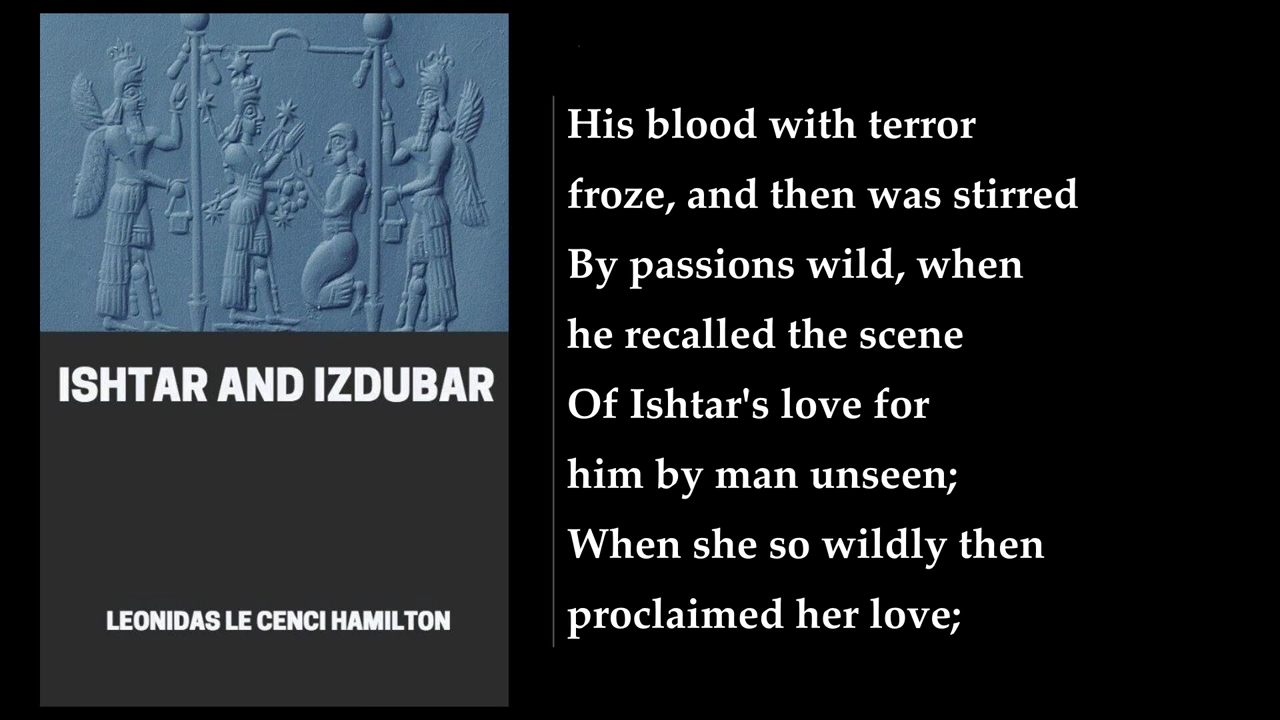 ISHTAR AND IZDUBAR
LEONIDAS LE CENCI HAMILTON
His blood with terror
froze, and then was stirred
By passions wild, when
he recalled the scene
Of Ishtar's love for
him by man unseen;
When she so wildly then
proclaimed her love;